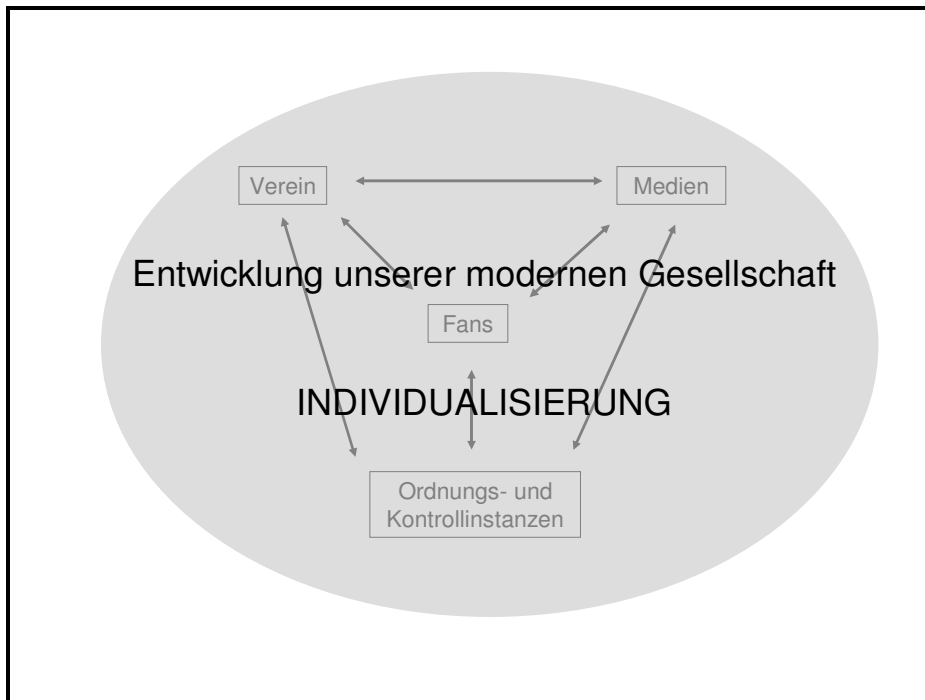 Verein
Medien
Entwicklung unserer modernen Gesellschaft
Fans
INDIVIDUALISIERUNG
Ordnungs- und
Kontrollinstanzen